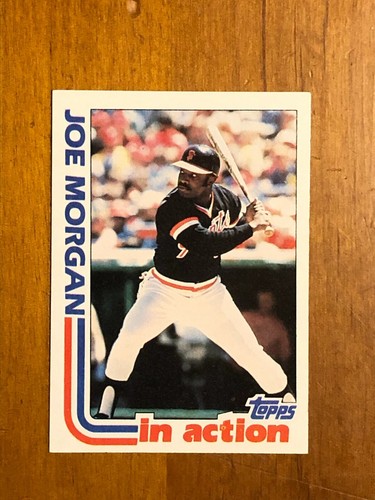 JOE MORGAN
Topps
in action